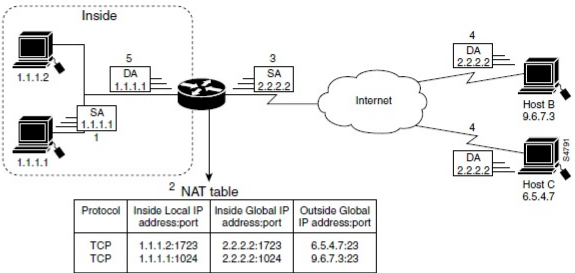 Inside
1.1.1.2
5
DA
1.1.1.1
SA
1.1.1.1
1
1.1.1.1
3
SA
2.2.2.2
Internet
4
DA
2.2.2.2
Host B
9.6.7.3
4
DA
2.2.2.2
Host C
6.5.4.7
S4791
2 NAT table
Protocol Inside Local IP address:port Inside Global IP address:port Outside Global IP address:port
TCP 1.1.1.2:1723 2.2.2.2:1723 6.5.4.7:23
TCP 1.1.1.1:1024 2.2.2.2:1024 9.6.7.3:23